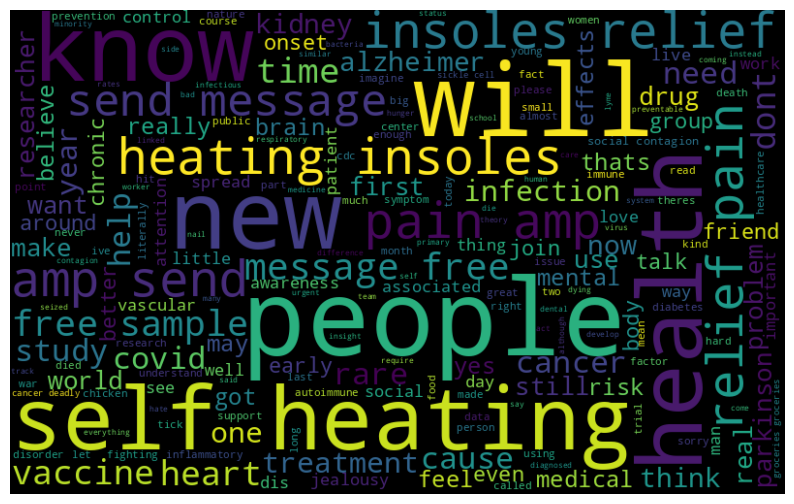 prevention control kidney women insoles relief
know onset alzheimer effects
researcher time will live need work
send message drug
believe really brain group dont
year chronic heating insoles thats
want first infection
around help new pain amp now friend
make message free use talk
amp send awareness associated mental body way
free sample vascular may early yes health relief pain
study covid rare cancer problem
world see well day still risk parkinson important
got people social factor
self heating real man
one cause
vaccine heart treatment medical think
dis jealousy feel even
course nature minority status side similar bacteria young instead coming
imagine fact sickle cell infectious rates bad hunger school preventable lyme
big please small almost death
public center enough social contagion
patient linked respiratory immune read healthcare
hit spread part cdc care
point worker medicine much symptom human today theres kind
never literally attention little love thing join system
ive nail die theory virus
contagion better month primary issue diabetes
self difference great two dying
seized many urgent team right dental mean hard
research insight act develop although
track understand said last data require food
war died made person say trial come sorry
cancer deadly chicken hate support autoimmune
everything tick long using called diagnosed
disorder let fighting inflammatory groceries groceries